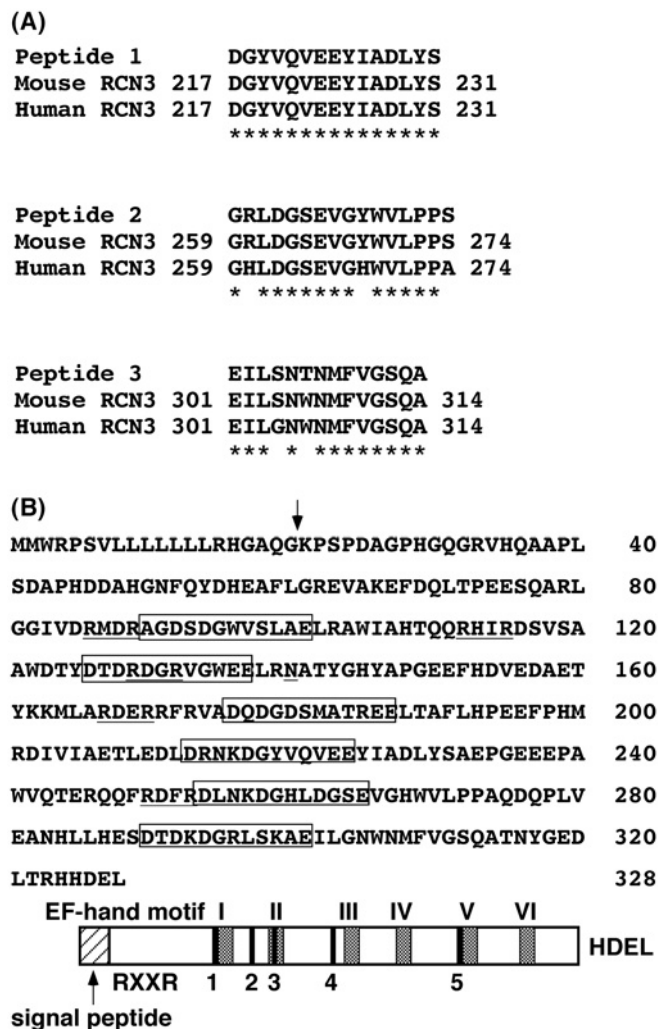 (A)
Peptide 1 DGYVQVEEYIADLYS
Mouse RCN3 217 DGYVQVEEYIADLYS 231
Human RCN3 217 DGYVQVEEYIADLYS 231
***************
Peptide 2 GRLDGSEVGYWVLPPS
Mouse RCN3 259 GRLDGSEVGYWVLPPS 274
Human RCN3 259 GHLDGSEVGHWVLPPA 274
* ******* *****
Peptide 3 EILSNTNMFVGSQA
Mouse RCN3 301 EILSNWNMFVGSQA 314
Human RCN3 301 EILGNWNMFVGSQA 314
*** * ********
(B)
MMWRPSVLLLLLLLRHGAQGKPSPDAGPHGQGRVHQAAPL 40
SDAPHDDAHGNFQYDHEAFLGREVAKEFDQLTPEESQARL 80
GGIVDRMDRAGDSDGWVSLAELRAWIAHTQQRHIRDSVSA 120
AWDTYDTDRDGRVGWEELRNATYGHYAPGEEFHDVEDAET 160
YKKMLARDERRFRVADQDGDSMATREELTAFLHPEEFPHM 200
RDIVIAETLEDLDRNKDGYVQVEEYIADLYSAEPGEEEPA 240
WVQTERQQFRDFRDLNKDGHLDGSEVGHWVLPPAQDQPLV 280
EANHLLHESDTDKDGRLSKAEILGNWNMFVGSQATNYGED 320
LTRHHDEL 328
EF-hand motif I II III IV V VI
HDEL
RXXR 1 2 3 4 5
signal peptide